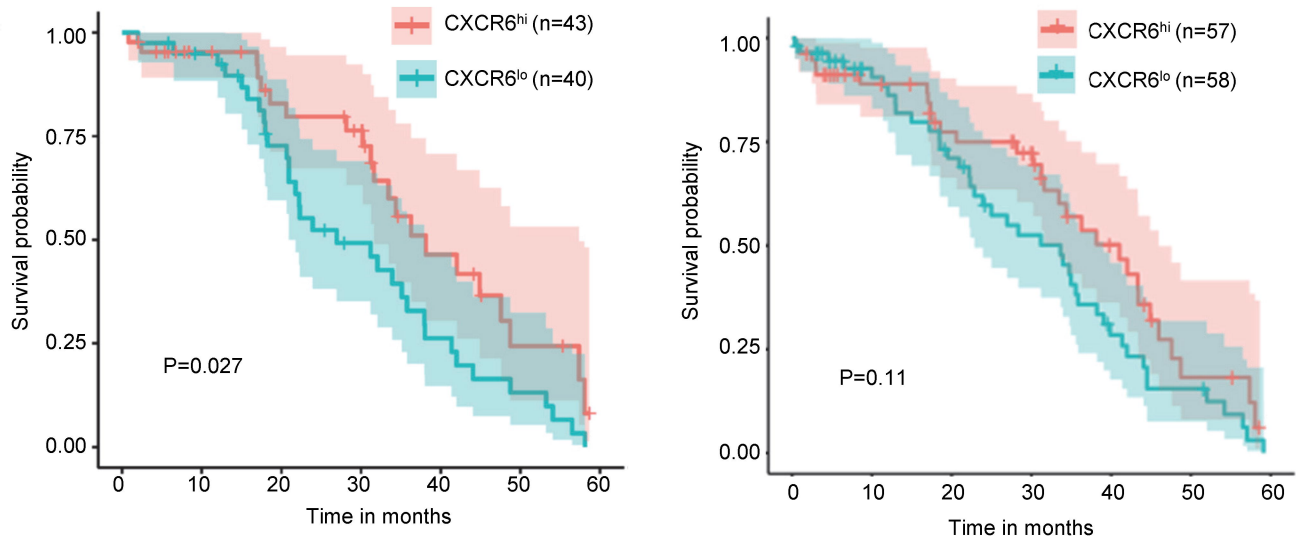 CXCR6hi (n=43)
CXCR6lo (n=40)
1.00
0.75
0.50
0.25
0.00
Survival probability
P=0.027
0 10 20 30 40 50 60
Time in months
CXCR6hi (n=57)
CXCR6lo (n=58)
1.00
0.75
0.50
0.25
0.00
Survival probability
P=0.11
0 10 20 30 40 50 60
Time in months